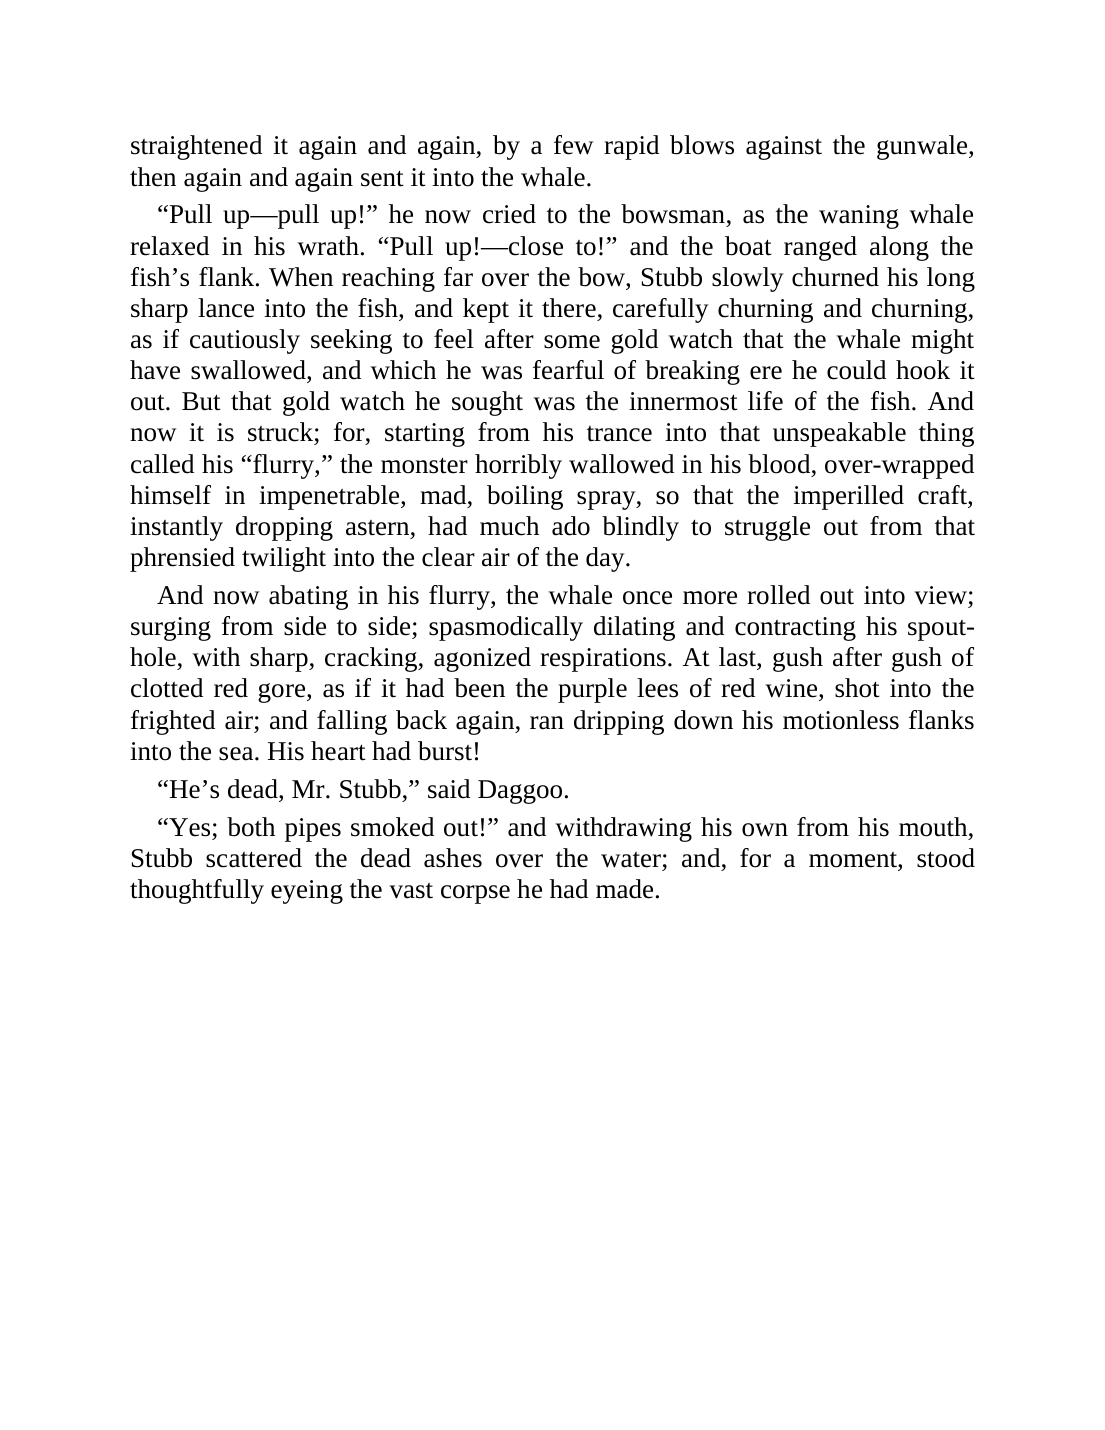 straightened it again and again, by a few rapid blows against the gunwale,
then again and again sent it into the whale.
“Pull up—pull up!” he now cried to the bowsman, as the waning whale
relaxed in his wrath. “Pull up!—close to!” and the boat ranged along the
fish’s flank. When reaching far over the bow, Stubb slowly churned his long
sharp lance into the fish, and kept it there, carefully churning and churning,
as if cautiously seeking to feel after some gold watch that the whale might
have swallowed, and which he was fearful of breaking ere he could hook it
out. But that gold watch he sought was the innermost life of the fish. And
now it is struck; for, starting from his trance into that unspeakable thing
called his “flurry,” the monster horribly wallowed in his blood, over-wrapped
himself in impenetrable, mad, boiling spray, so that the imperilled craft,
instantly dropping astern, had much ado blindly to struggle out from that
phrensied twilight into the clear air of the day.
And now abating in his flurry, the whale once more rolled out into view;
surging from side to side; spasmodically dilating and contracting his spout-
hole, with sharp, cracking, agonized respirations. At last, gush after gush of
clotted red gore, as if it had been the purple lees of red wine, shot into the
frighted air; and falling back again, ran dripping down his motionless flanks
into the sea. His heart had burst!
“He’s dead, Mr. Stubb,” said Daggoo.
“Yes; both pipes smoked out!” and withdrawing his own from his mouth,
Stubb scattered the dead ashes over the water; and, for a moment, stood
thoughtfully eyeing the vast corpse he had made.